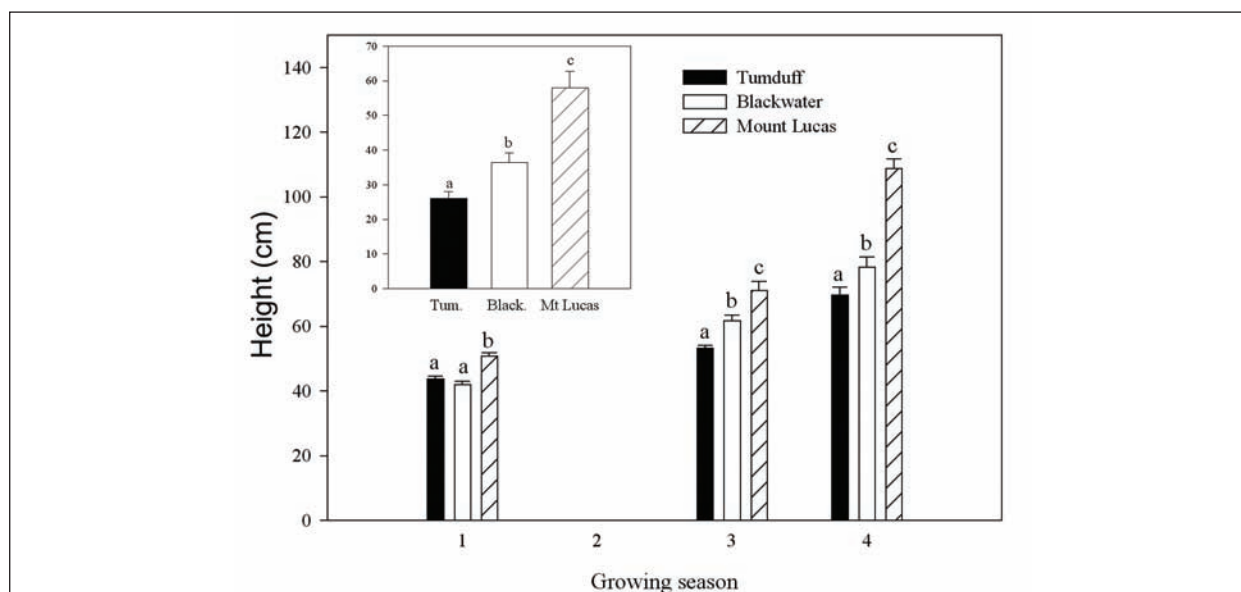 70
60
50
40
30
20
10
0
a
b
c
Tum.
Black.
Mt Lucas
Tumduff
Blackwater
Mount Lucas
Height (cm)
140
120
100
80
60
40
20
0
a
a
b
a
b
c
a
b
c
1
2
3
4
Growing season